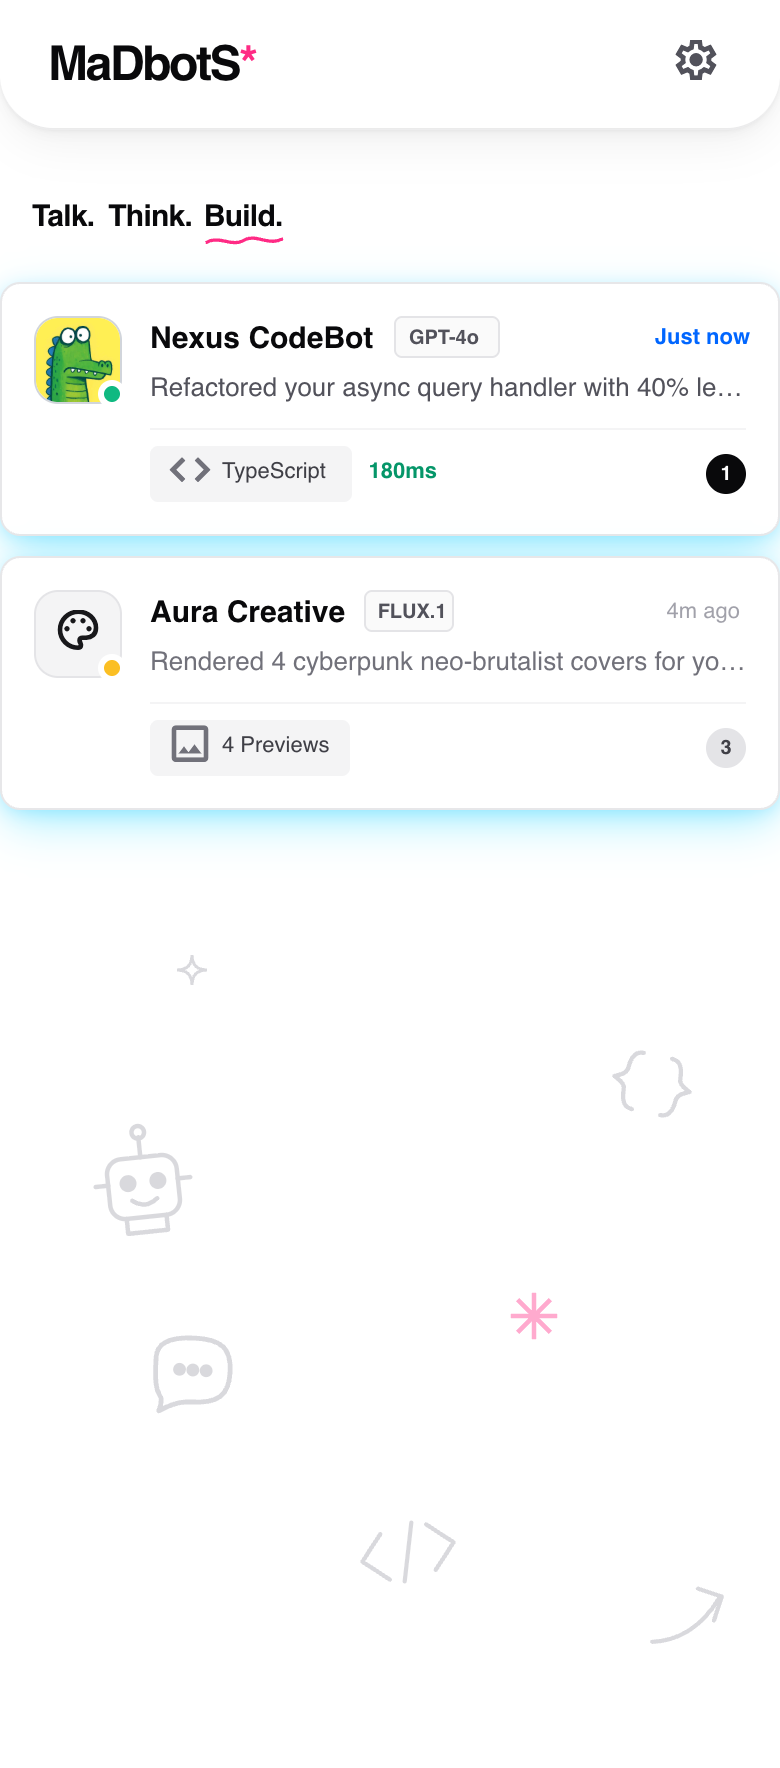 MaDbotS*
Talk. Think. Build.
Nexus CodeBot GPT-4o Just now
Refactored your async query handler with 40% le...
TypeScript 180ms 1
Aura Creative FLUX.1 4m ago
Rendered 4 cyberpunk neo-brutalist covers for yo...
4 Previews 3